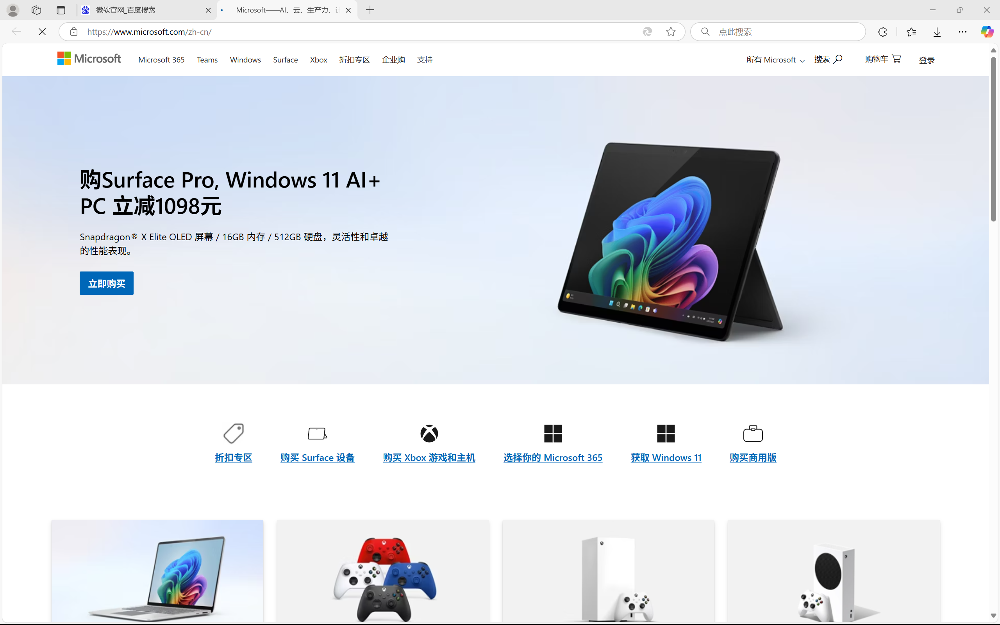 微软官网_百度搜索
Microsoft——AI、云、生产力、计
https://www.microsoft.com/zh-cn/
点此搜索
Microsoft
Microsoft 365
Teams
Windows
Surface
Xbox
折扣专区
企业购
支持
所有 Microsoft
搜索
购物车
登录
购Surface Pro, Windows 11 AI+
PC 立减1098元
Snapdragon® X Elite OLED 屏幕 / 16GB 内存 / 512GB 硬盘，灵活性和卓越
的性能表现。
立即购买
折扣专区
购买 Surface 设备
购买 Xbox 游戏和主机
选择你的 Microsoft 365
获取 Windows 11
购买商用版